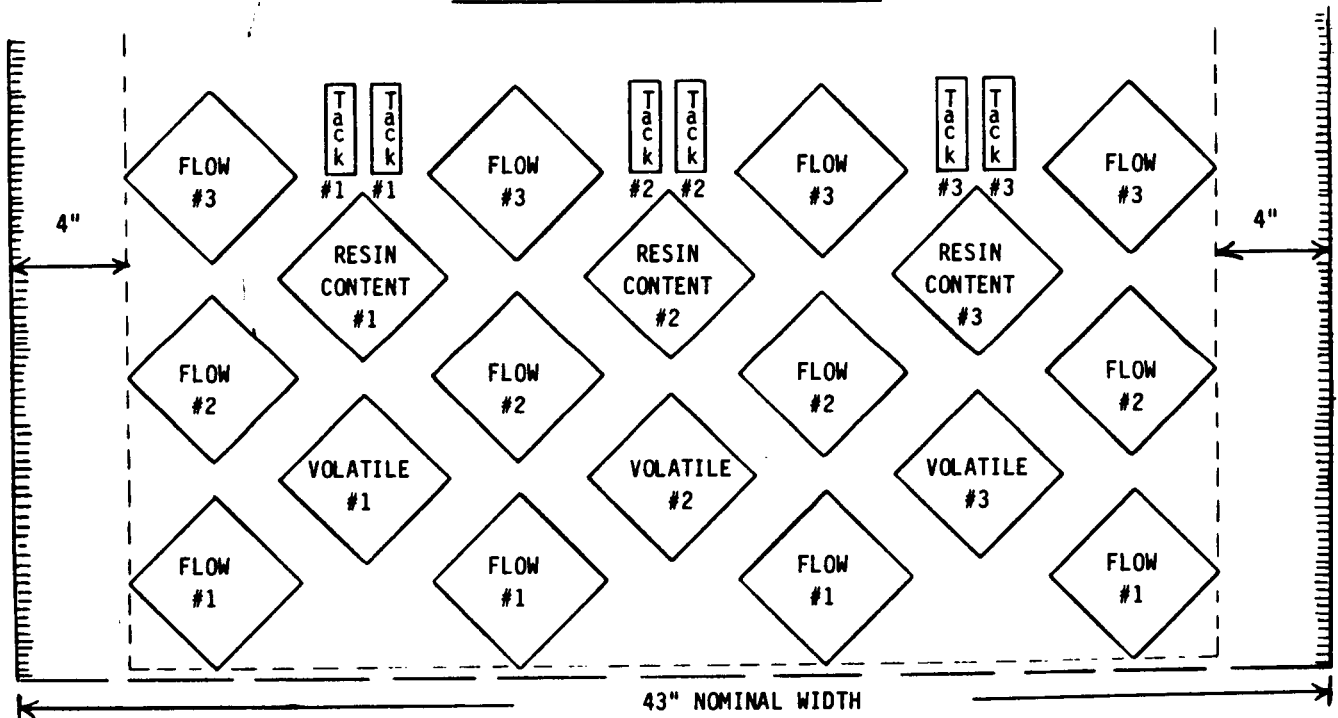 Tack Tack Tack Tack Tack Tack
FLOW FLOW FLOW FLOW
#3 #3 #3 #3
#1 #1 #2 #2 #3 #3
4" 4"
RESIN RESIN RESIN
CONTENT CONTENT CONTENT
#1 #2 #3
FLOW FLOW FLOW FLOW
#2 #2 #2 #2
VOLATILE VOLATILE VOLATILE
#1 #2 #3
FLOW FLOW FLOW FLOW
#1 #1 #1 #1
43" NOMINAL WIDTH